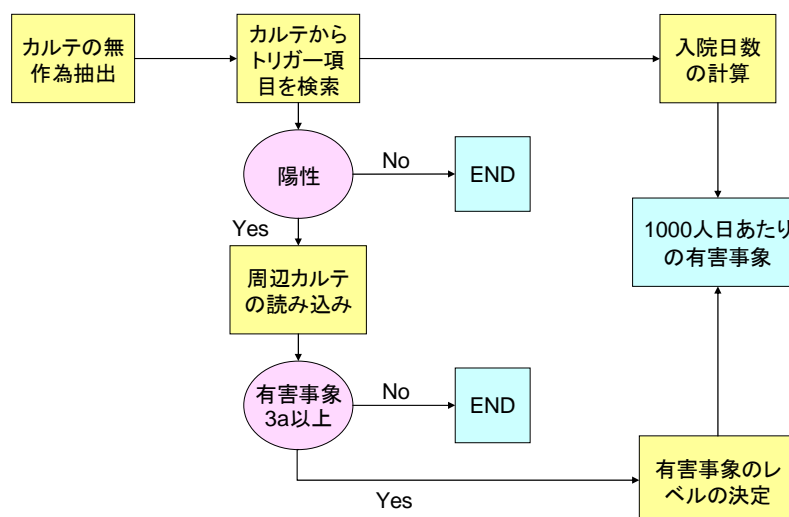 カルテの無
作為抽出
カルテから
トリガー項
目を検索
入院日数
の計算
陽性
No
END
Yes
1000人日あたり
の有害事象
周辺カルテ
の読み込み
有害事象
3a以上
No
END
Yes
有害事象のレ
ベルの決定